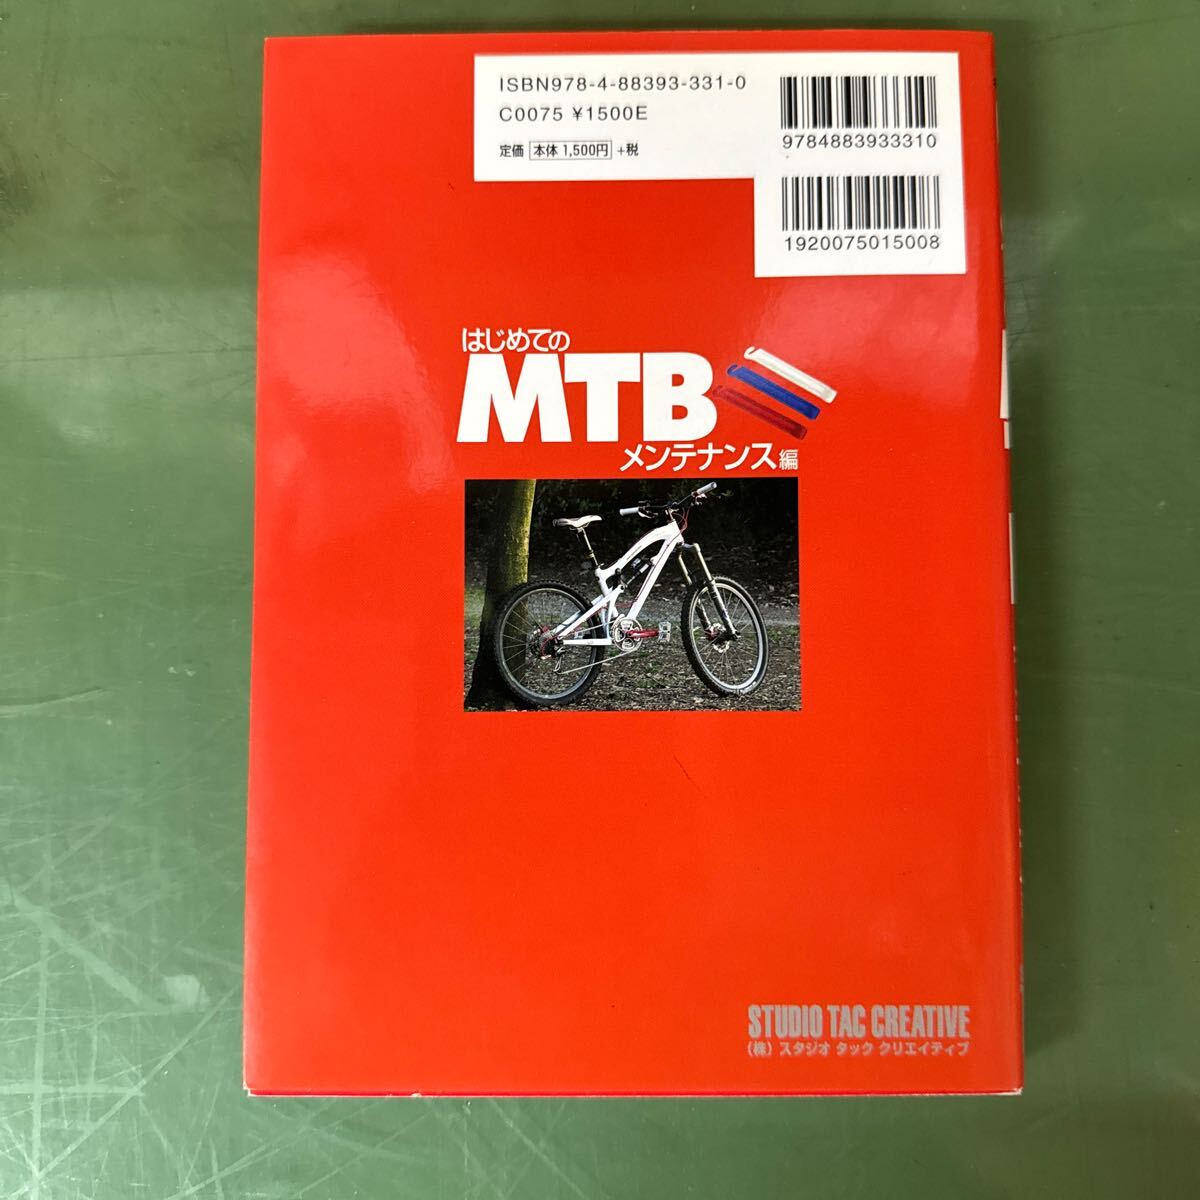 ISBN978-4-88393-331-0
C0075 ¥1500E
定価 本体 1,500円 +税
9784883933310
1920075015008
はじめての
MTB
メンテナンス編
STUDIO TAC CREATIVE
(株) スタジオ タック クリエイティブ